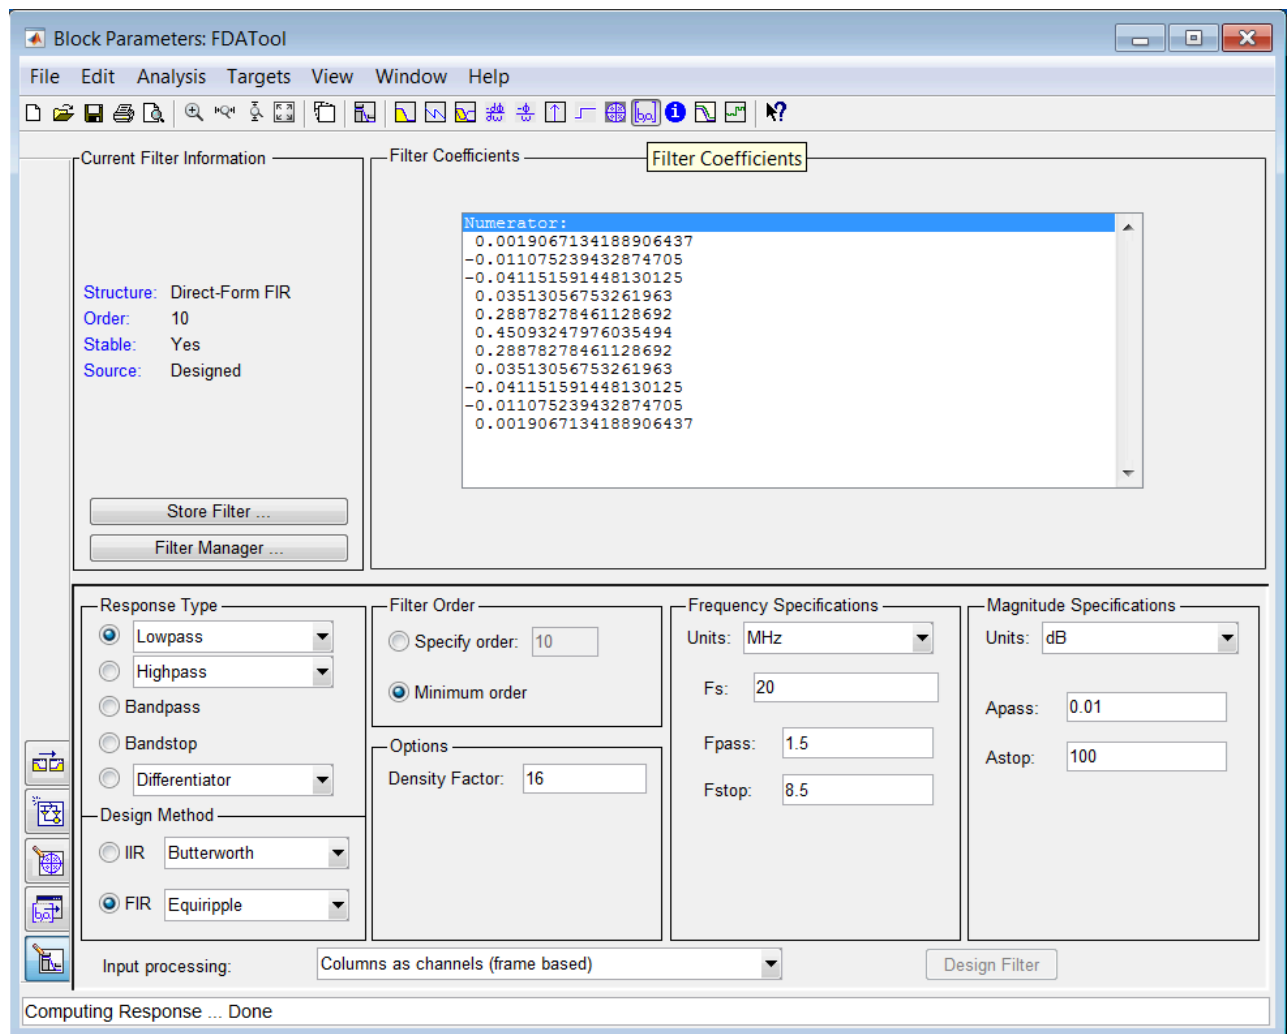 Block Parameters: FDATool
File Edit Analysis Targets View Window Help
Current Filter Information
Structure: Direct-Form FIR
Order: 10
Stable: Yes
Source: Designed
Store Filter ...
Filter Manager ...
Filter Coefficients
Filter Coefficients
Numerator:
0.0019067134188906437
-0.011075239432874705
-0.041151591448130125
0.03513056753261963
0.28878278461128692
0.45093247976035494
0.28878278461128692
0.03513056753261963
-0.041151591448130125
-0.011075239432874705
0.0019067134188906437
Response Type
Lowpass
Highpass
Bandpass
Bandstop
Differentiator
Design Method
IIR Butterworth
FIR Equiripple
Filter Order
Specify order: 10
Minimum order
Options
Density Factor: 16
Frequency Specifications
Units: MHz
Fs: 20
Fpass: 1.5
Fstop: 8.5
Magnitude Specifications
Units: dB
Apass: 0.01
Astop: 100
Input processing: Columns as channels (frame based)
Design Filter
Computing Response ... Done